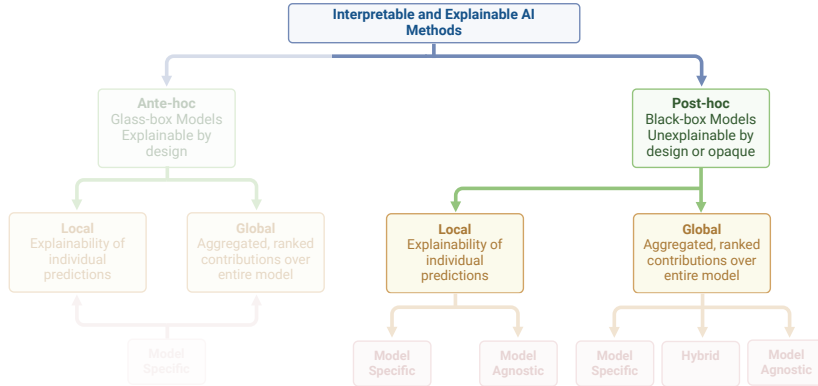 Interpretable and Explainable AI
Methods
Ante-hoc
Glass-box Models
Explainable by
design
Post-hoc
Black-box Models
Unexplainable by
design or opaque
Local
Explainability of
individual
predictions
Global
Aggregated, ranked
contributions over
entire model
Local
Explainability of
individual
predictions
Global
Aggregated, ranked
contributions over
entire model
Model
Specific
Model
Specific
Model
Agnostic
Model
Specific
Hybrid
Model
Agnostic